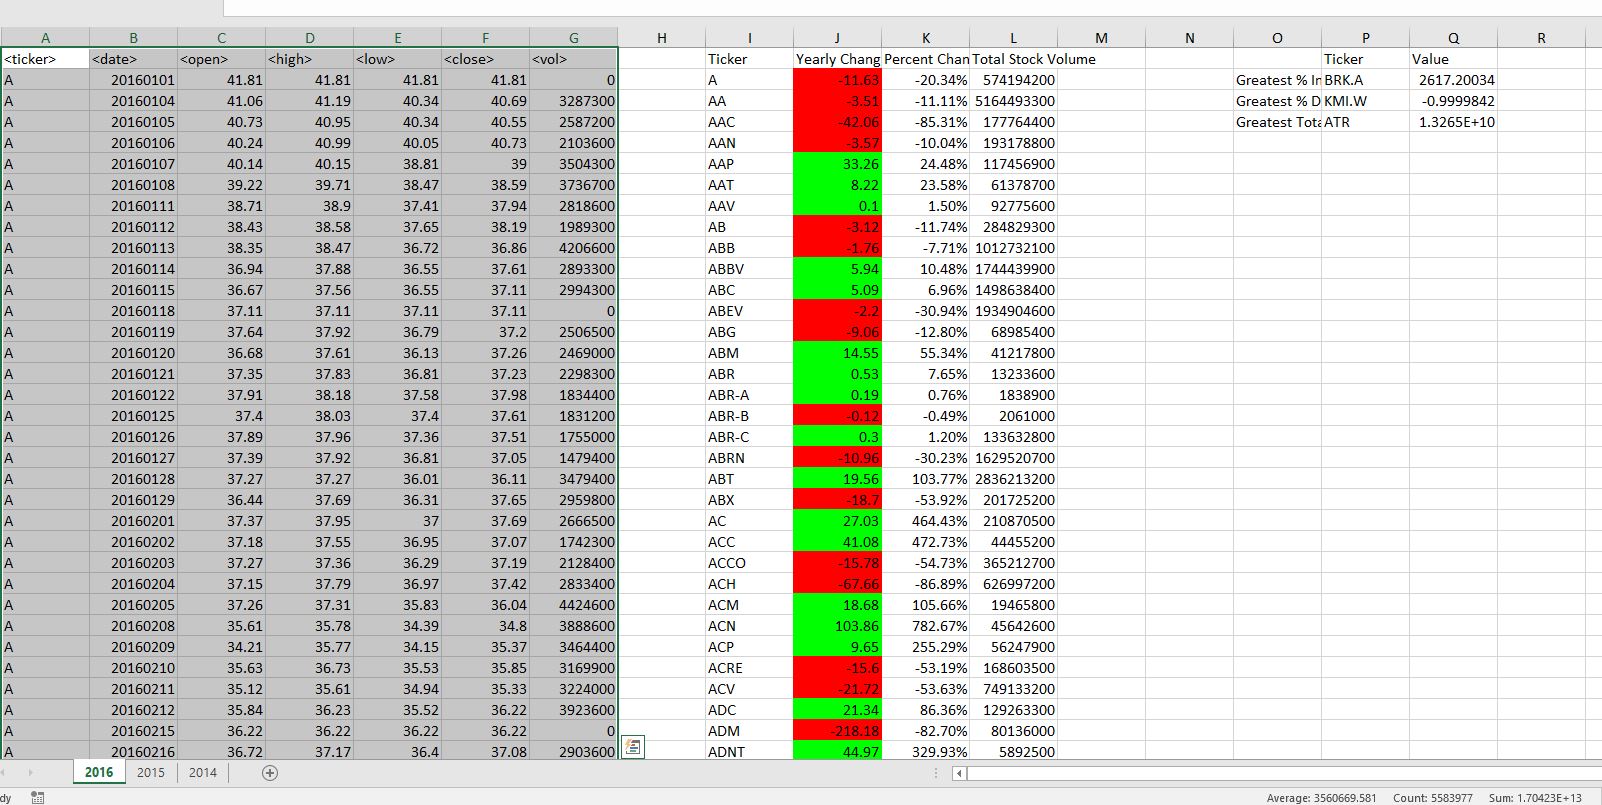 A B C D E F G H I J K L M N O P Q R
<ticker> <date> <open> <high> <low> <close> <vol> Ticker Yearly Chang Percent Chan Total Stock Volume Ticker Value
A 20160101 41.81 41.81 41.81 41.81 0 A -11.63 -20.34% 574194200 Greatest % In BRK.A 2617.20034
A 20160104 41.06 41.19 40.34 40.69 3287300 AA -3.51 -11.11% 5164493300 Greatest % D KMI.W -0.9999842
A 20160105 40.73 40.95 40.34 40.55 2587200 AAC -42.06 -85.31% 177764400 Greatest Tota ATR 1.3265E+10
A 20160106 40.24 40.99 40.05 40.73 2103600 AAN -3.57 -10.04% 193178800
A 20160107 40.14 40.15 38.81 39 3504300 AAP 33.26 24.48% 117456900
A 20160108 39.22 39.71 38.47 38.59 3736700 AAT 8.22 23.58% 61378700
A 20160111 38.71 38.9 37.41 37.94 2818600 AAV 0.1 1.50% 92775600
A 20160112 38.43 38.58 37.65 38.19 1989300 AB -3.12 -11.74% 284829300
A 20160113 38.35 38.47 36.72 36.86 4206600 ABB -1.76 -7.71% 1012732100
A 20160114 36.94 37.88 36.55 37.61 2893300 ABBV 5.94 10.48% 1744439900
A 20160115 36.67 37.56 36.55 37.11 2994300 ABC 5.09 6.96% 1498638400
A 20160118 37.11 37.11 37.11 37.11 0 ABEV -2.2 -30.94% 1934904600
A 20160119 37.64 37.92 36.79 37.2 2506500 ABG -9.06 -12.80% 68985400
A 20160120 36.68 37.61 36.13 37.26 2469000 ABM 14.55 55.34% 41217800
A 20160121 37.35 37.83 36.81 37.23 2298300 ABR 0.53 7.65% 13233600
A 20160122 37.91 38.18 37.58 37.98 1834400 ABR-A 0.19 0.76% 1838900
A 20160125 37.4 38.03 37.4 37.61 1831200 ABR-B -0.12 -0.49% 2061000
A 20160126 37.89 37.96 37.36 37.51 1755000 ABR-C 0.3 1.20% 133632800
A 20160127 37.39 37.92 36.81 37.05 1479400 ABRN -10.96 -30.23% 1629520700
A 20160128 37.27 37.27 36.01 36.11 3479400 ABT 19.56 103.77% 2836213200
A 20160129 36.44 37.69 36.31 37.65 2959800 ABX -18.7 -53.92% 201725200
A 20160201 37.37 37.95 37 37.69 2666500 AC 27.03 464.43% 210870500
A 20160202 37.18 37.55 36.95 37.07 1742300 ACC 41.08 472.73% 44455200
A 20160203 37.27 37.36 36.29 37.19 2128400 ACCO -15.78 -54.73% 365212700
A 20160204 37.15 37.79 36.97 37.42 2833400 ACH -67.66 -86.89% 626997200
A 20160205 37.26 37.31 35.83 36.04 4424600 ACM 18.68 105.66% 19465800
A 20160208 35.61 35.78 34.39 34.8 3888600 ACN 103.86 782.67% 45642600
A 20160209 34.21 35.77 34.15 35.37 3464400 ACP 9.65 255.29% 56247900
A 20160210 35.63 36.73 35.53 35.85 3169900 ACRE -15.6 -53.19% 168603500
A 20160211 35.12 35.61 34.94 35.33 3224000 ACV -21.72 -53.63% 749133200
A 20160212 35.84 36.23 35.52 36.22 3923600 ADC 21.34 86.36% 129263300
A 20160215 36.22 36.22 36.22 36.22 0 ADM -218.18 -82.70% 80136000
A 20160216 36.72 37.17 36.4 37.08 2903600 ADNT 44.97 329.93% 5892500
2016 2015 2014
dy Average: 3560669.581 Count: 5583977 Sum: 1.70423E+13